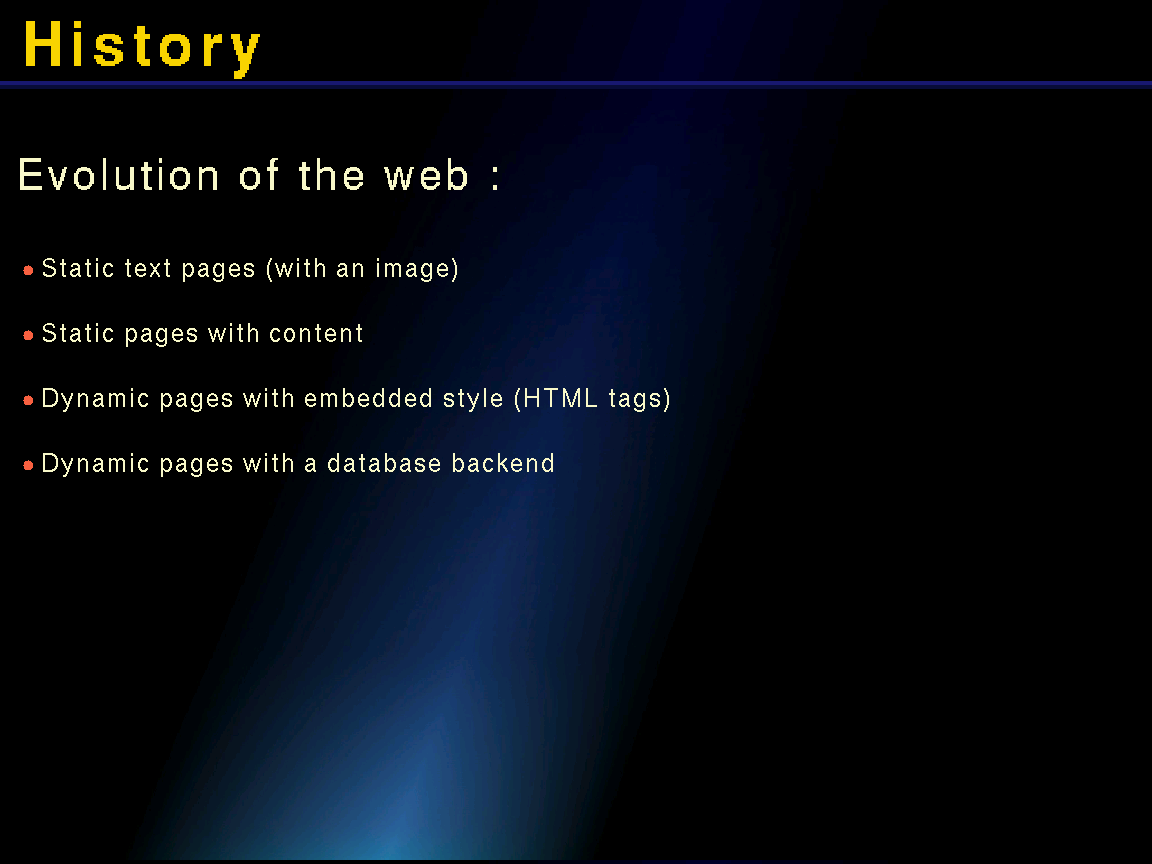 History
Evolution of the web :
● Static text pages (with an image)
● Static pages with content
● Dynamic pages with embedded style (HTML tags)
● Dynamic pages with a database backend